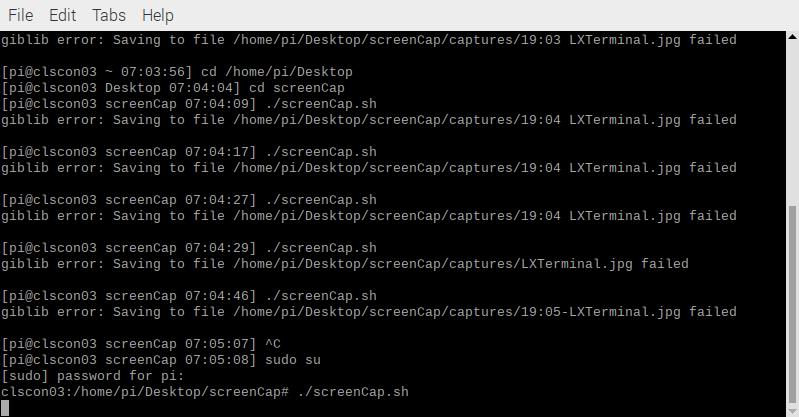 File Edit Tabs Help
giblib error: Saving to file /home/pi/Desktop/screenCap/captures/19:03 LXTerminal.jpg failed
[pi@clscon03 ~ 07:03:56] cd /home/pi/Desktop
[pi@clscon03 Desktop 07:04:04] cd screenCap
[pi@clscon03 screenCap 07:04:09] ./screenCap.sh
giblib error: Saving to file /home/pi/Desktop/screenCap/captures/19:04 LXTerminal.jpg failed
[pi@clscon03 screenCap 07:04:17] ./screenCap.sh
giblib error: Saving to file /home/pi/Desktop/screenCap/captures/19:04 LXTerminal.jpg failed
[pi@clscon03 screenCap 07:04:27] ./screenCap.sh
giblib error: Saving to file /home/pi/Desktop/screenCap/captures/19:04 LXTerminal.jpg failed
[pi@clscon03 screenCap 07:04:29] ./screenCap.sh
giblib error: Saving to file /home/pi/Desktop/screenCap/captures/LXTerminal.jpg failed
[pi@clscon03 screenCap 07:04:46] ./screenCap.sh
giblib error: Saving to file /home/pi/Desktop/screenCap/captures/19:05-LXTerminal.jpg failed
[pi@clscon03 screenCap 07:05:07] ^C
[pi@clscon03 screenCap 07:05:08] sudo su
[sudo] password for pi:
clscon03:/home/pi/Desktop/screenCap# ./screenCap.sh